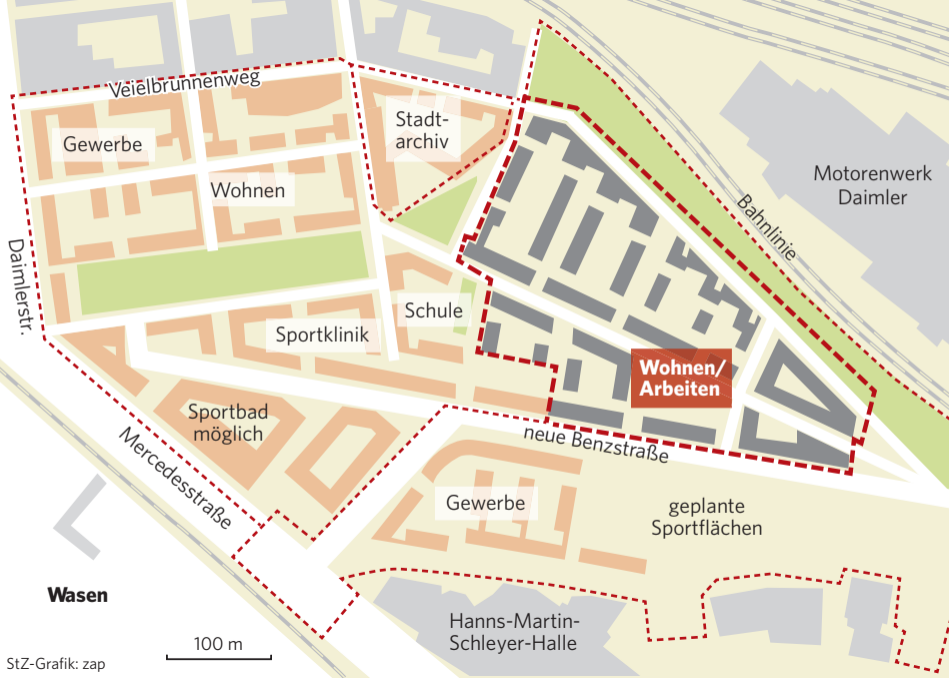 Veielbrunnenweg
Gewerbe
Stadt-
archiv
Wohnen
Motorenwerk
Daimler
Bahnlinie
Daimlerstr.
Schule
Sportklinik
Wohnen/
Arbeiten
Sportbad
möglich
neue Benzstraße
Mercedesstraße
Gewerbe
geplante
Sportflächen
Wasen
Hanns-Martin-
Schleyer-Halle
100 m
StZ-Grafik: zap